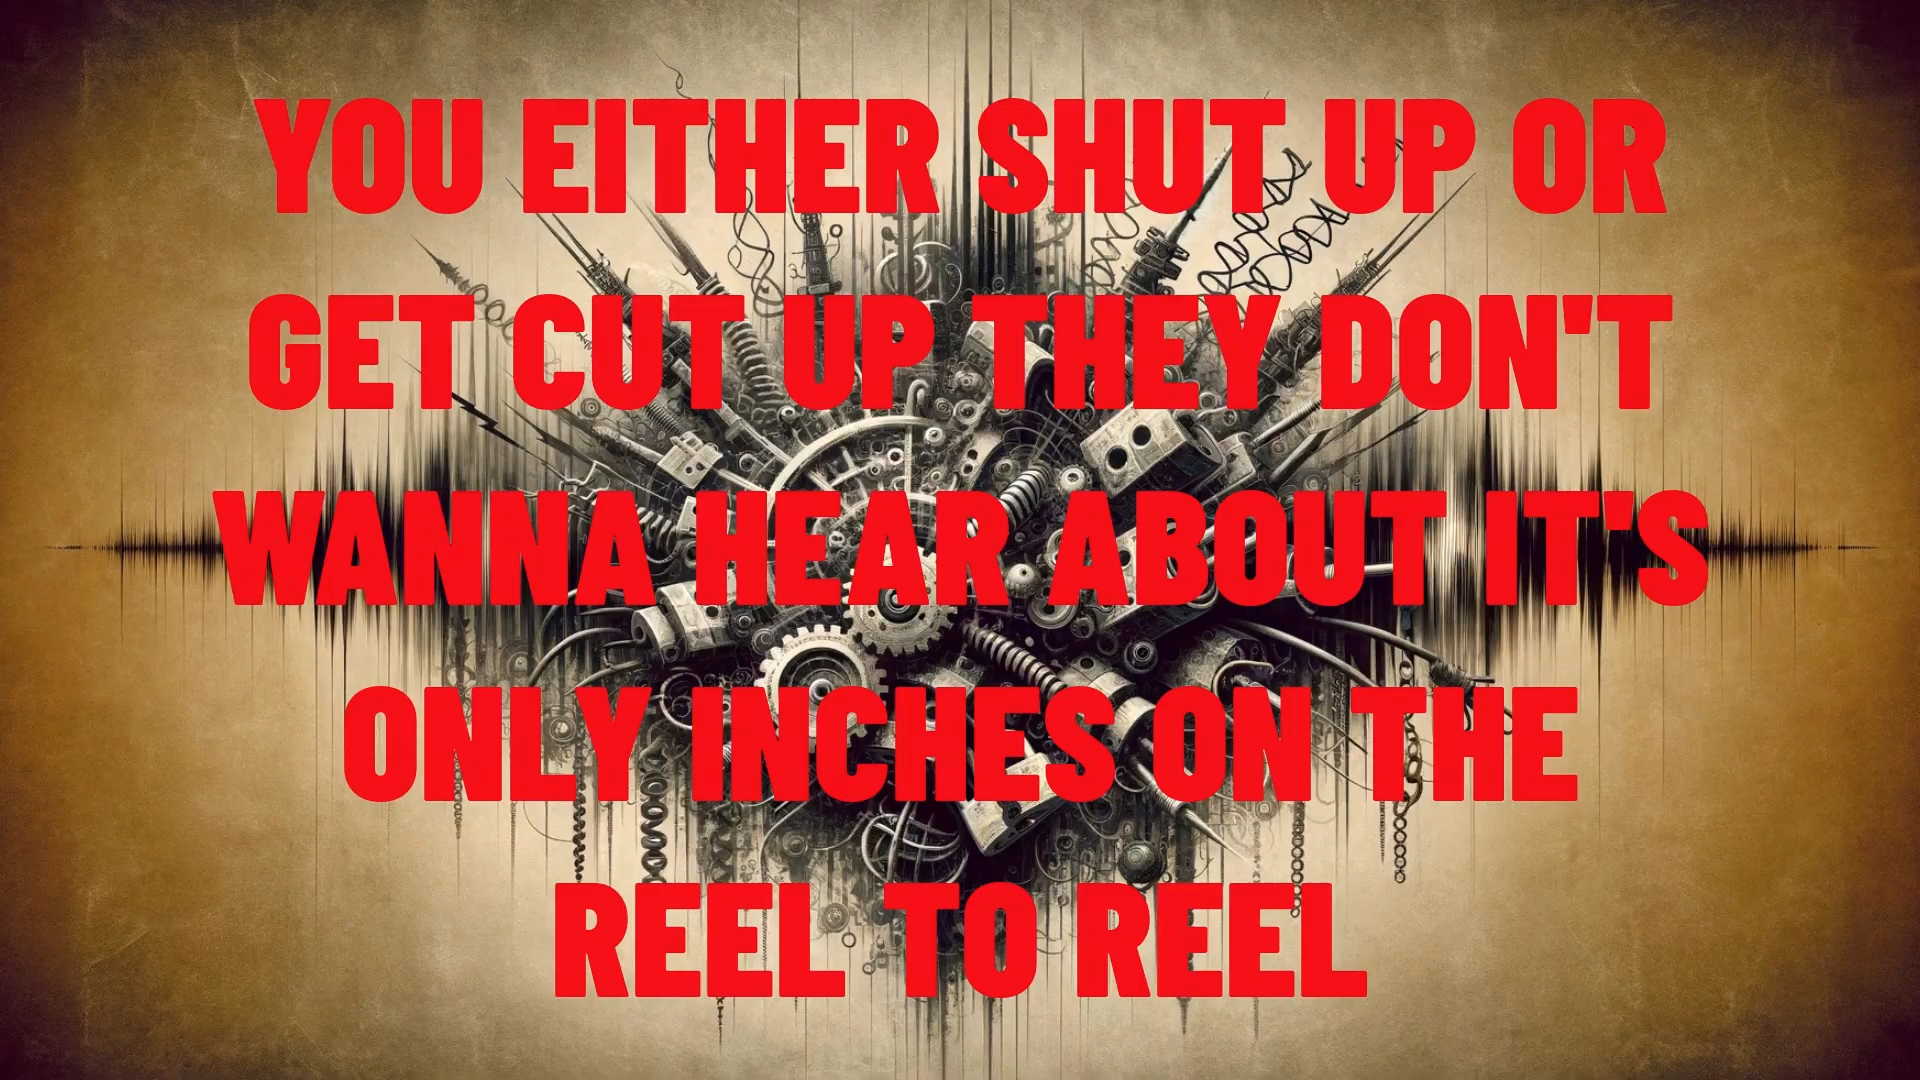 YOU EITHER SHUT UP OR
GET CUT UP THEY DON'T
WANNA HEAR ABOUT IT'S
ONLY INCHES ON THE
REEL TO REEL